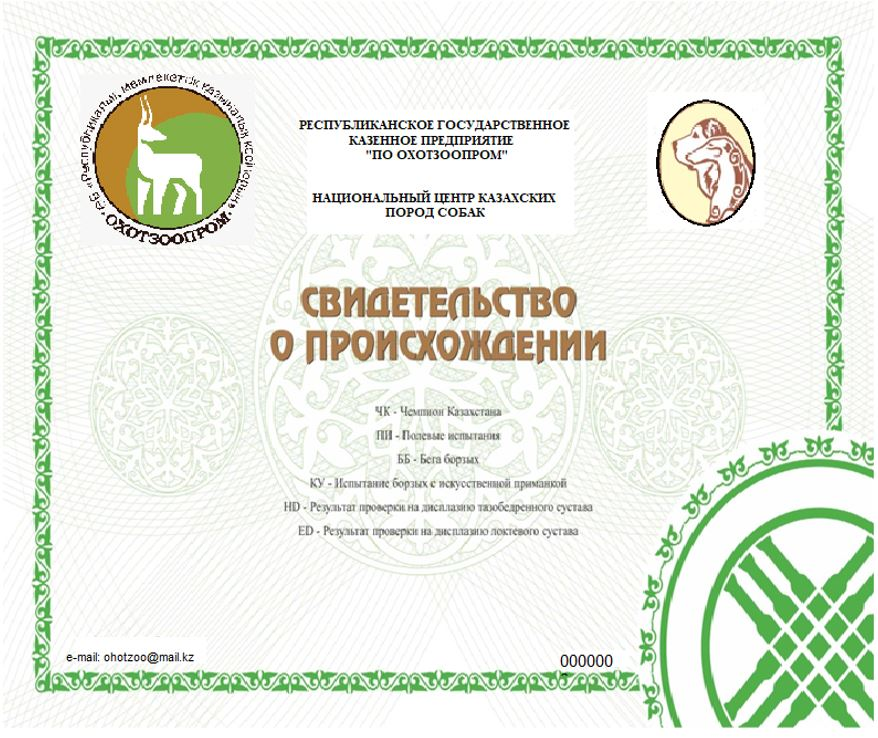 «Республикалық мемлекеттік қазыналық
ОХОТЗООПРОМ
РЕСПУБЛИКАНСКОЕ ГОСУДАРСТВЕННОЕ
КАЗЕННОЕ ПРЕДПРИЯТИЕ
"ПО ОХОТЗООПРОМ"
НАЦИОНАЛЬНЫЙ ЦЕНТР КАЗАХСКИХ
ПОРОД СОБАК
СВИДЕТЕЛЬСТВО
О ПРОИСХОЖДЕНИИ
ЧК - Чемпион Казахстана
ПИ - Полевые испытания
ББ - Бега борзых
КУ - Испытание борзых с искусственной приманкой
HD - Результат проверки на дисплазию тазобедренного сустава
ED - Результат проверки на дисплазию локтевого сустава
e-mail: ohotzoo@mail.kz
000000